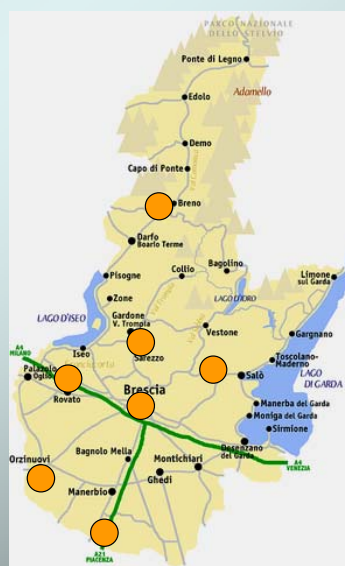 PARCO NAZIONALE
DELLO STELVIO
Ponte di Legno
Adamello
Edolo
Demo
Capo di Ponte
Breno
Darfo
Boario Terme
Bagolino
Pisogne
Collio
Limone
sul Garda
Zone
LAGO D'IDRO
LAGO D'ISEO
Gardone
V. Trompia
Vestone
Gargnano
A4
MILANO
Iseo
Sarezzo
Toscolano-
Maderno
Palazzolo
Oglio
Salò
LAGO
DI GARDA
Rovato
Brescia
Manerba del Garda
Moniga del Garda
Sirmione
Orzinuovi
Bagnolo Mella
Montichiari
Desenzano
del Garda
Ghedi
A4
VENEZIA
Manerbio
A21
PIACENZA